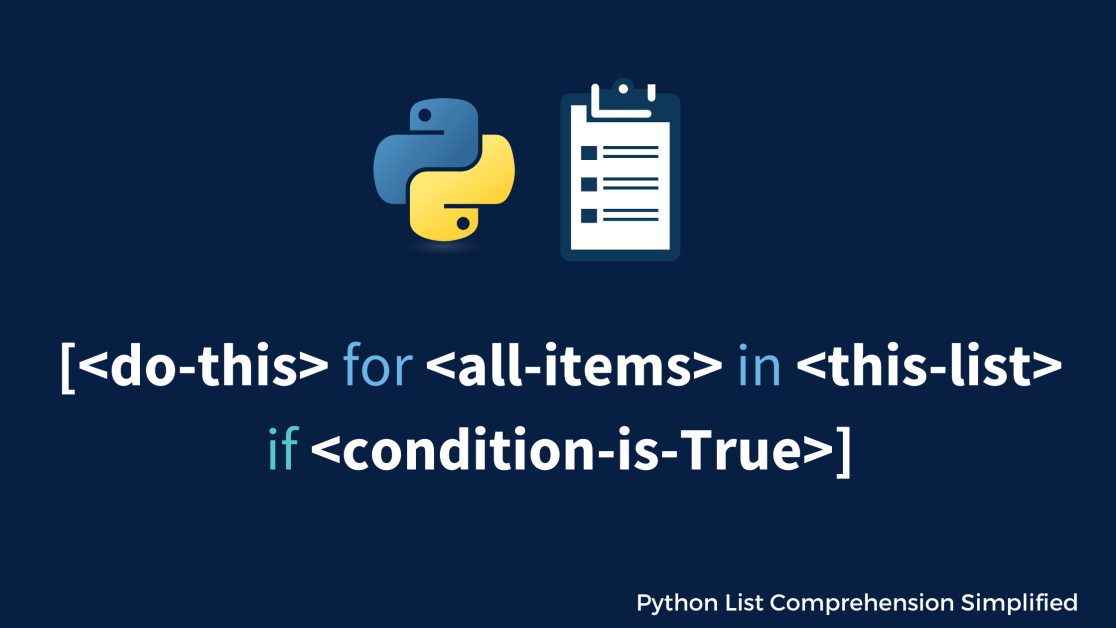 [<do-this> for <all-items> in <this-list>
if <condition-is-True>]
Python List Comprehension Simplified